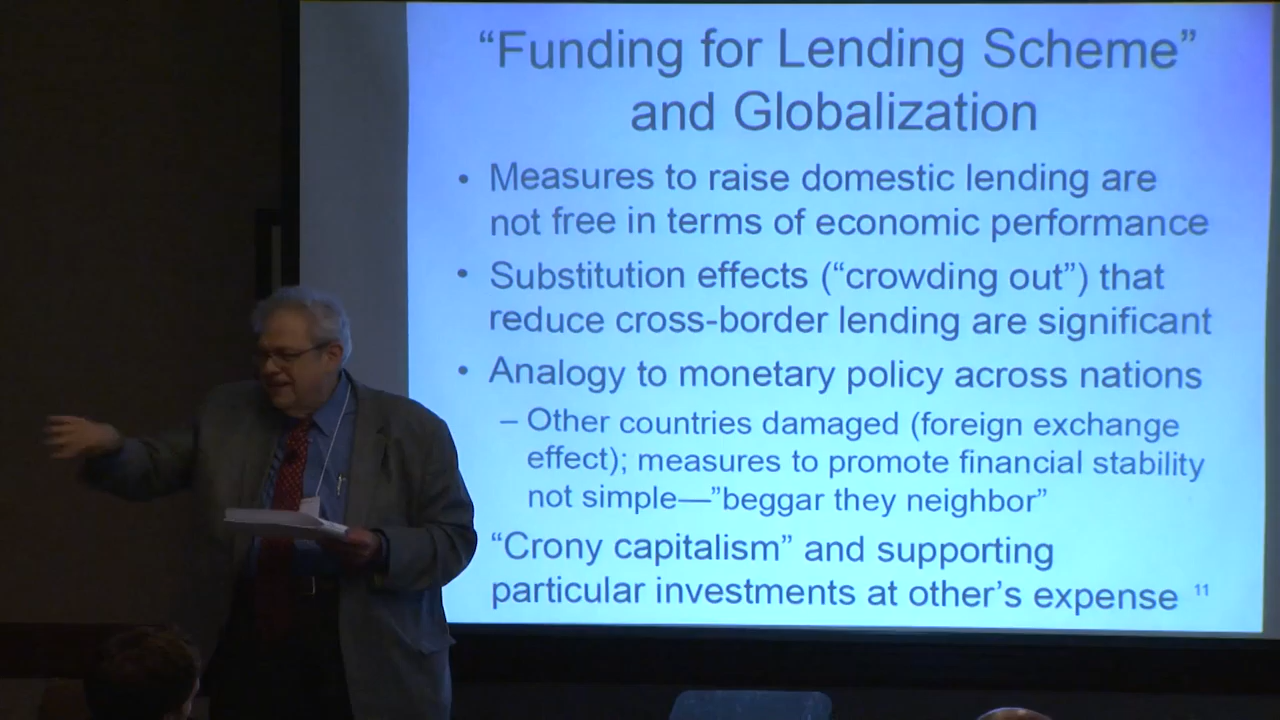 “Funding for Lending Scheme”
and Globalization
• Measures to raise domestic lending are
not free in terms of economic performance
• Substitution effects (“crowding out”) that
reduce cross-border lending are significant
• Analogy to monetary policy across nations
– Other countries damaged (foreign exchange
effect); measures to promote financial stability
not simple—”beggar they neighbor”
“Crony capitalism” and supporting
particular investments at other’s expense 11